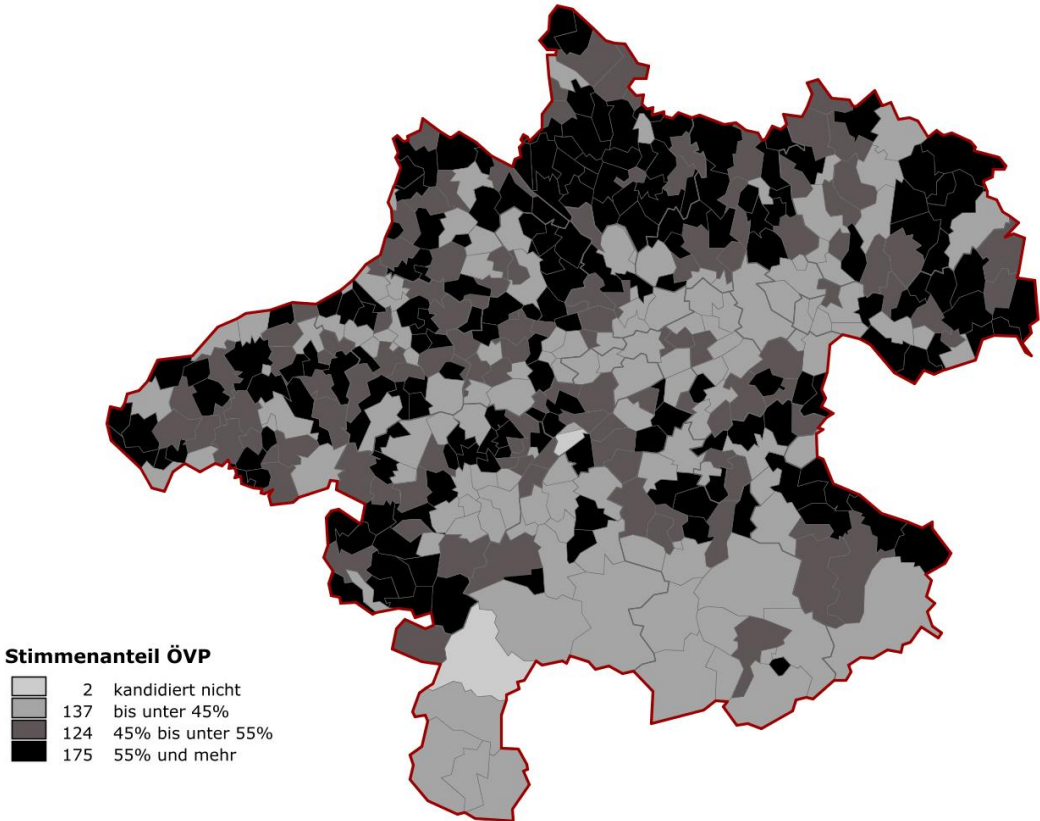 Stimmenanteil ÖVP
2 kandidiert nicht
137 bis unter 45%
124 45% bis unter 55%
175 55% und mehr